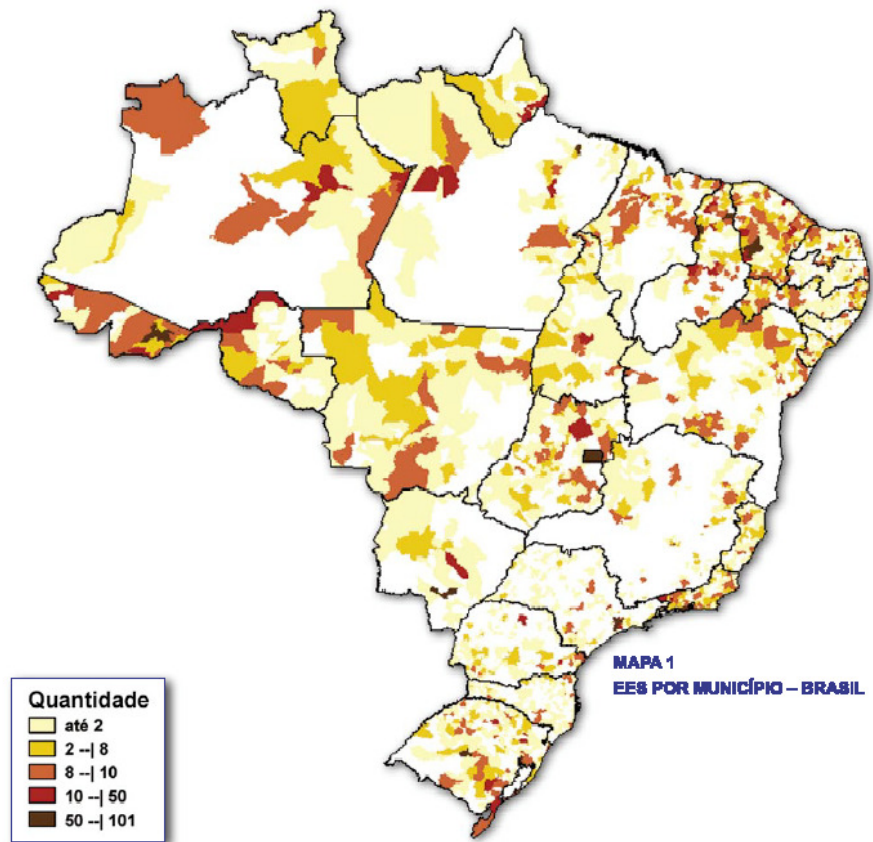 MAPA 1
EES POR MUNICÍPIO – BRASIL
Quantidade
até 2
2 --| 8
8 --| 10
10 --| 50
50 --| 101